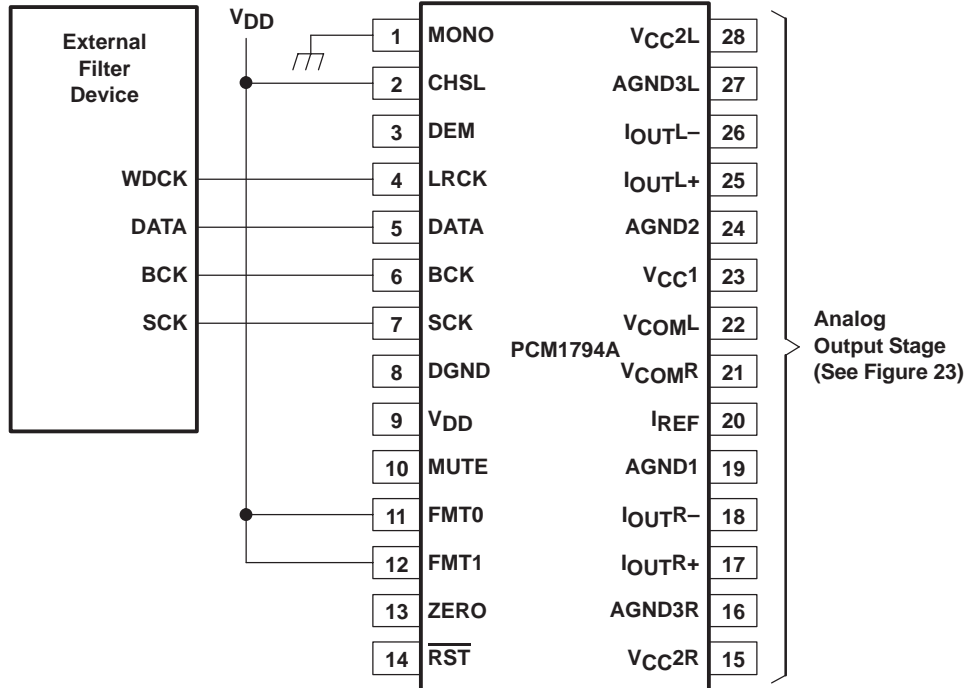 VDD
External
Filter
Device
WDCK
DATA
BCK
SCK
1 MONO
2 CHSL
3 DEM
4 LRCK
5 DATA
6 BCK
7 SCK
8 DGND
9 VDD
10 MUTE
11 FMT0
12 FMT1
13 ZERO
14 RST
PCM1794A
VCC2L 28
AGND3L 27
IOUTL– 26
IOUTL+ 25
AGND2 24
VCC1 23
VCOML 22
VCOMR 21
IREF 20
AGND1 19
IOUTR– 18
IOUTR+ 17
AGND3R 16
VCC2R 15
Analog
Output Stage
(See Figure 23)